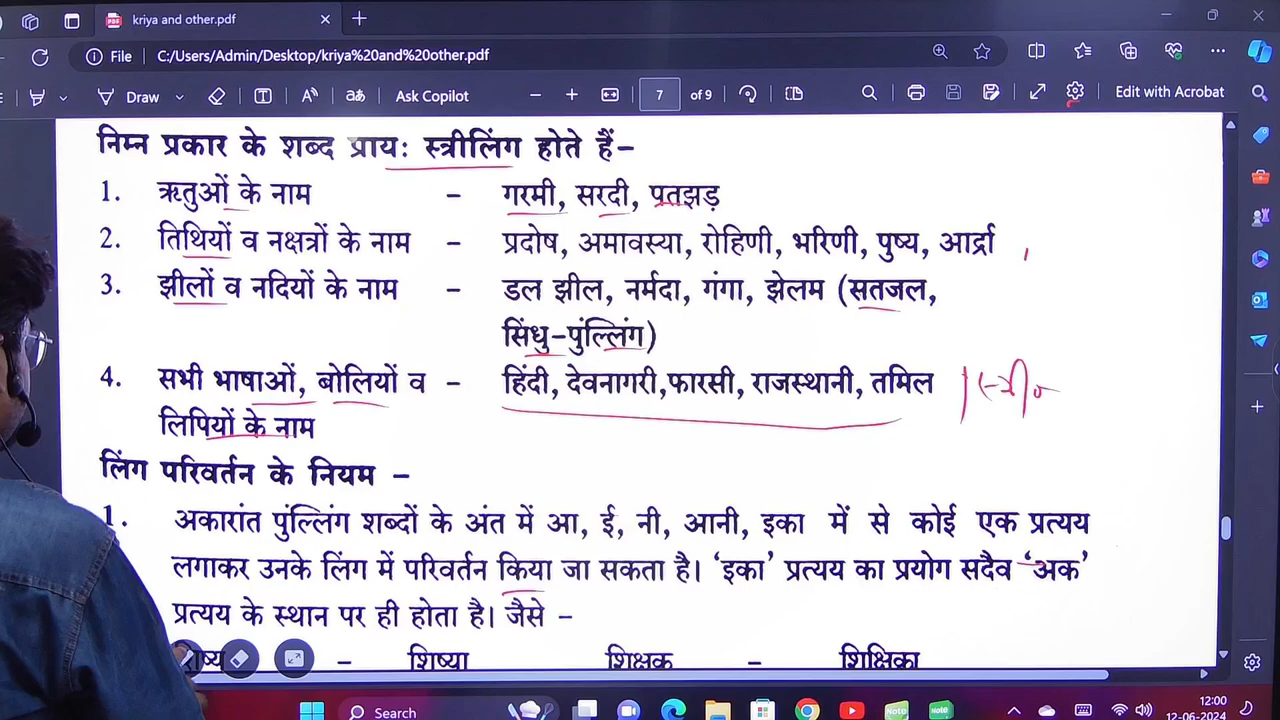 kriya and other.pdf
File C:/Users/Admin/Desktop/kriya%20and%20other.pdf
Draw Ask Copilot 7 of 9 Edit with Acrobat
निम्न प्रकार के शब्द प्रायः स्त्रीलिंग होते हैं–
1. ऋतुओं के नाम – गरमी, सरदी, पतझड़
2. तिथियों व नक्षत्रों के नाम – प्रदोष, अमावस्या, रोहिणी, भरिणी, पुष्य, आर्द्रा
3. झीलों व नदियों के नाम – डल झील, नर्मदा, गंगा, झेलम (सतजल,
सिंधु–पुंल्लिंग)
4. सभी भाषाओं, बोलियों व – हिंदी, देवनागरी,फारसी, राजस्थानी, तमिल
लिपियों के नाम
लिंग परिवर्तन के नियम –
1. अकारांत पुंल्लिंग शब्दों के अंत में आ, ई, नी, आनी, इका में से कोई एक प्रत्यय
लगाकर उनके लिंग में परिवर्तन किया जा सकता है। ‘इका’ प्रत्यय का प्रयोग सदैव ‘अक’
प्रत्यय के स्थान पर ही होता है। जैसे –
– शिष्या शिक्षक – शिक्षिका
Search
12:00
12-06-2024